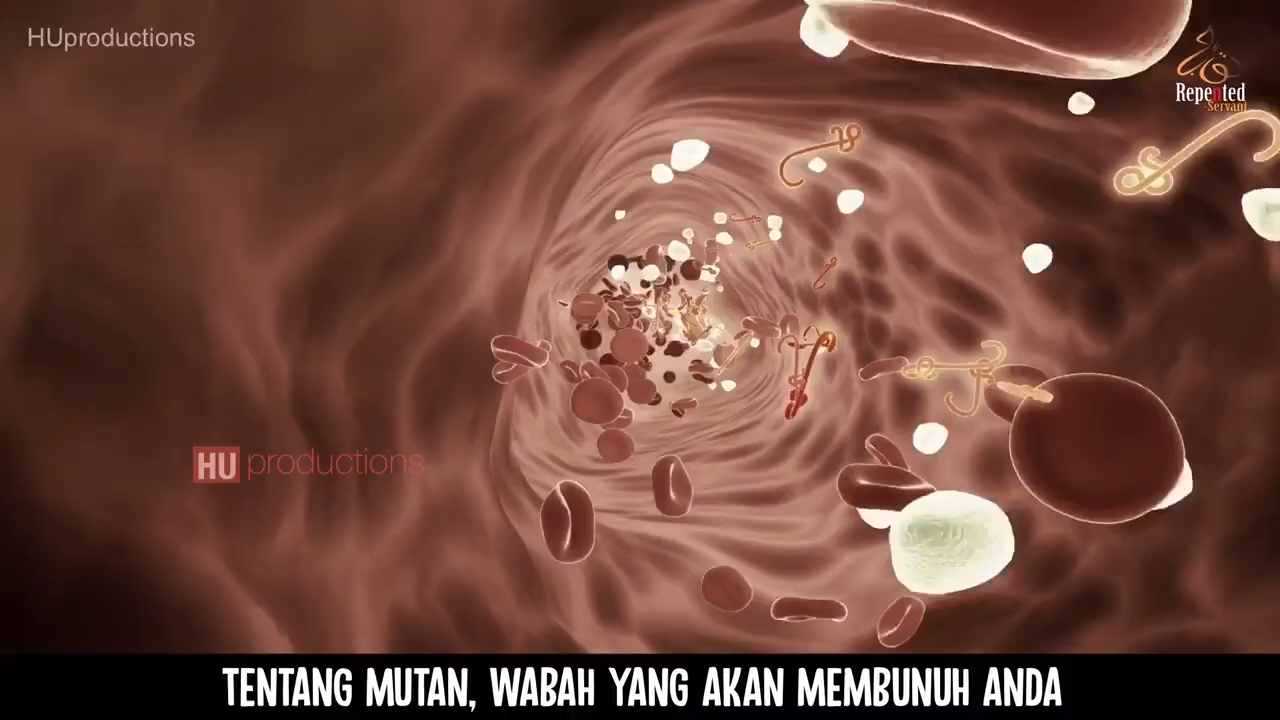 HUproductions
Repented
Servant
HU productions
TENTANG MUTAN, WABAH YANG AKAN MEMBUNUH ANDA